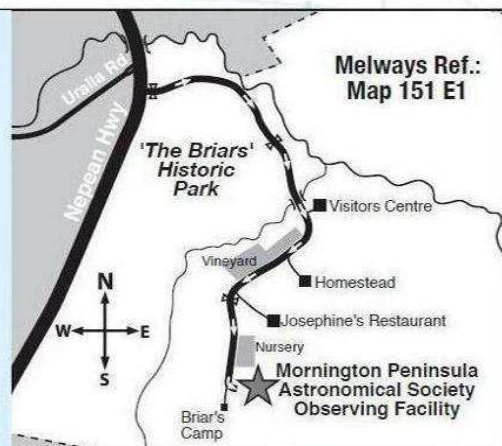 Melways Ref.:
Map 151 E1
Uralla Rd
Nepean Hwy
'The Briars'
Historic
Park
Visitors Centre
Vineyard
Homestead
N
W
E
S
Josephine's Restaurant
Nursery
Mornington Peninsula
Astronomical Society
Observing Facility
Briar's
Camp